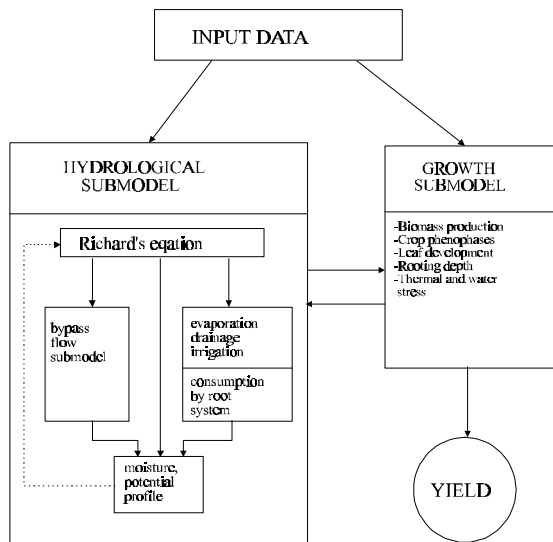 INPUT DATA
HYDROLOGICAL
SUBMODEL
Richard's eqation
bypass
flow
submodel
evaporation
drainage
irrigation
consumption
by root
system
moisture,
potential
profile
GROWTH
SUBMODEL
-Biomass production
-Crop phenophases
-Leaf development
-Rooting depth
-Thermal and water
stress
YIELD